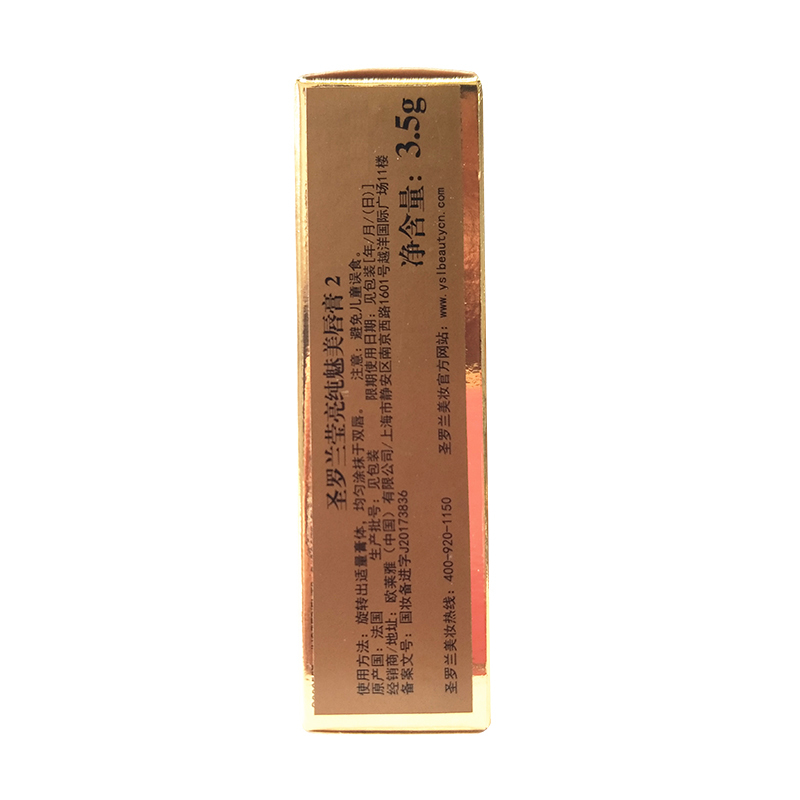 圣罗兰莹亮纯魅美唇膏 2
使用方法：旋转出适量膏体，均匀涂抹于双唇。 注意：避免儿童误食。
原产国：法国 生产批号：见包装 限期使用日期：见包装[年/月/(日)]
经销商/地址：欧莱雅（中国）有限公司/上海市静安区南京西路1601号越洋国际广场11楼
备案文号：国妆备进字J20173836
净含量：3.5g
圣罗兰美妆热线：400-920-1150 圣罗兰美妆官方网站：www.yslbeautycn.com